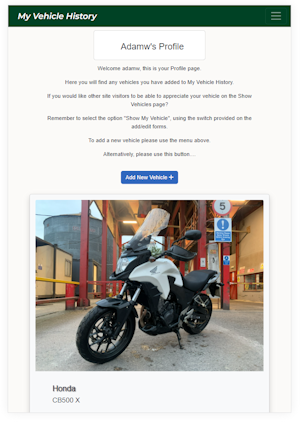 My Vehicle History
Adamw's Profile
Welcome adamw, this is your Profile page.
Here you will find any vehicles you have added to My Vehicle History.
If you would like other site visitors to be able to appreciate your vehicle on the Show
Vehicles page?
Remember to select the option "Show My Vehicle", using the switch provided on the
add/edit forms.
To add a new vehicle please use the menu above.
Alternatively, please use this button...
Add New Vehicle +
5
Honda
CB500 X